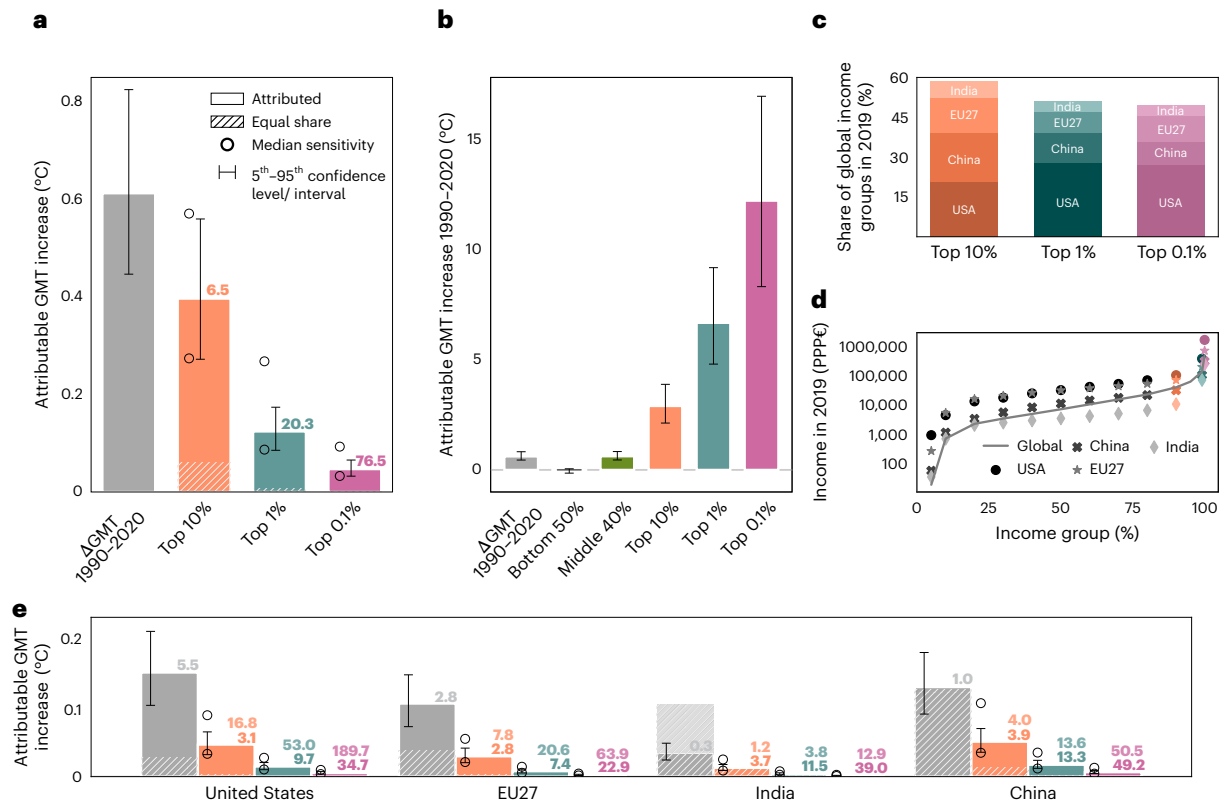 a
Attributable GMT increase (°C)
0.8
0.6
0.4
0.2
0
Attributed
Equal share
Median sensitivity
5th–95th confidence
level/ interval
6.5
20.3
76.5
ΔGMT
1990–2020
Top 10%
Top 1%
Top 0.1%
b
Attributable GMT increase 1990–2020 (°C)
15
10
5
0
ΔGMT
1990–2020
Bottom 50%
Middle 40%
Top 10%
Top 1%
Top 0.1%
c
Share of global income
groups in 2019 (%)
60
45
30
15
India
EU27
China
USA
India
EU27
China
USA
India
EU27
China
USA
Top 10%
Top 1%
Top 0.1%
d
Income in 2019 (PPP€)
1000,000
100,000
10,000
1,000
100
Global
China
India
USA
EU27
0
25
50
75
100
Income group (%)
e
Attributable GMT
increase (°C)
0.2
0.1
0
5.5
16.8
3.1
53.0
9.7
189.7
34.7
United States
2.8
7.8
2.8
20.6
7.4
63.9
22.9
EU27
0.3
1.2
3.7
3.8
11.5
12.9
39.0
India
1.0
4.0
3.9
13.6
13.3
50.5
49.2
China